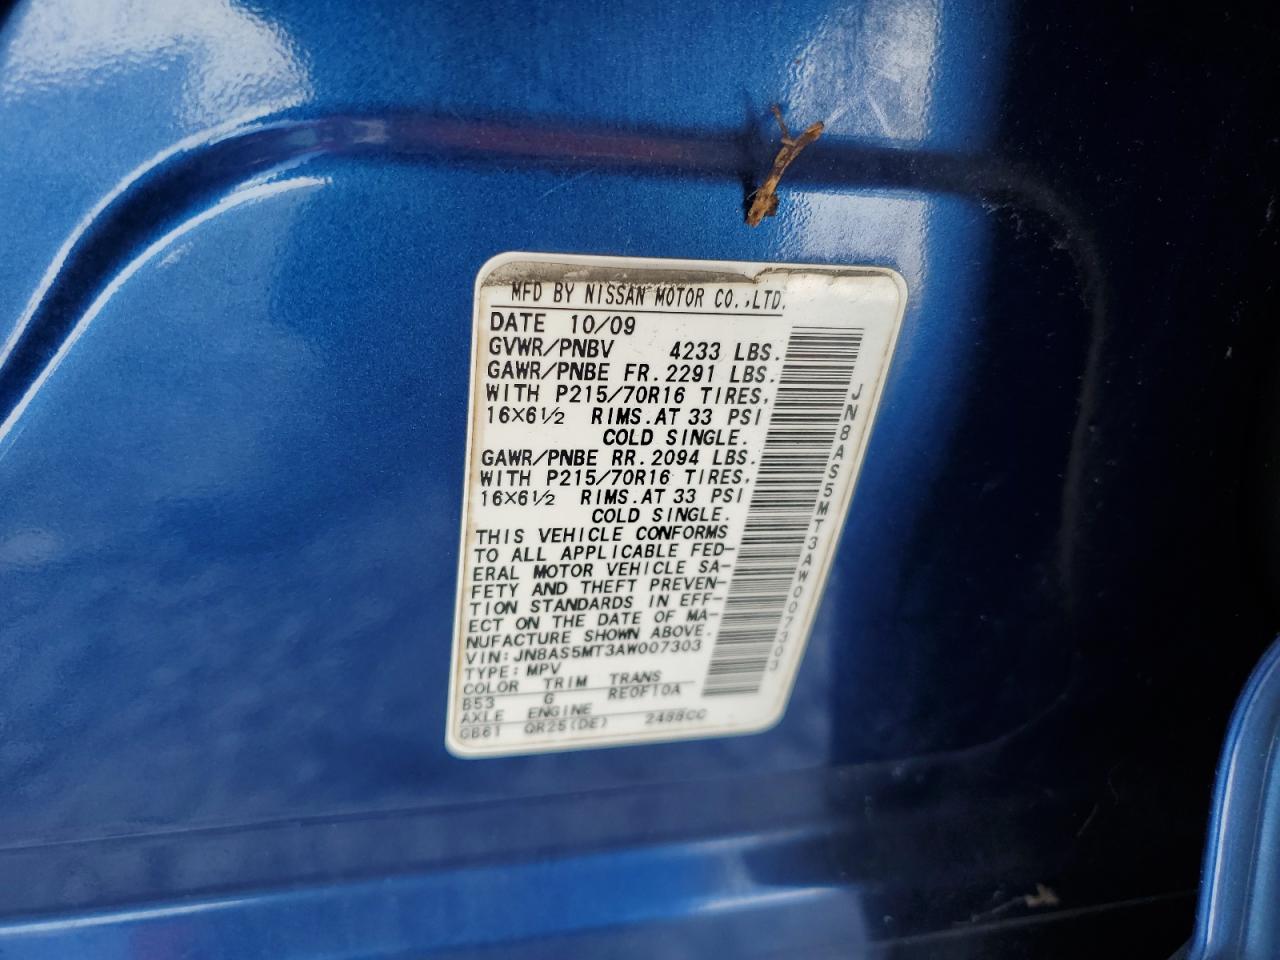 MFD BY NISSAN MOTOR CO.,LTD.
DATE 10/09
GVWR/PNBV 4233 LBS.
GAWR/PNBE FR.2291 LBS.
WITH P215/70R16 TIRES,
16X6½ RIMS.AT 33 PSI
COLD SINGLE.
GAWR/PNBE RR.2094 LBS.
WITH P215/70R16 TIRES,
16X6½ RIMS.AT 33 PSI
COLD SINGLE.
THIS VEHICLE CONFORMS
TO ALL APPLICABLE FED-
ERAL MOTOR VEHICLE SA-
FETY AND THEFT PREVEN-
TION STANDARDS IN EFF-
ECT ON THE DATE OF MA-
NUFACTURE SHOWN ABOVE.
VIN: JN8AS5MT3AW007303
TYPE: MPV
COLOR TRIM TRANS
B53 G RE0F10A
AXLE ENGINE
GB61 QR25(DE) 2488CC
JN8AS5MT3AW007303